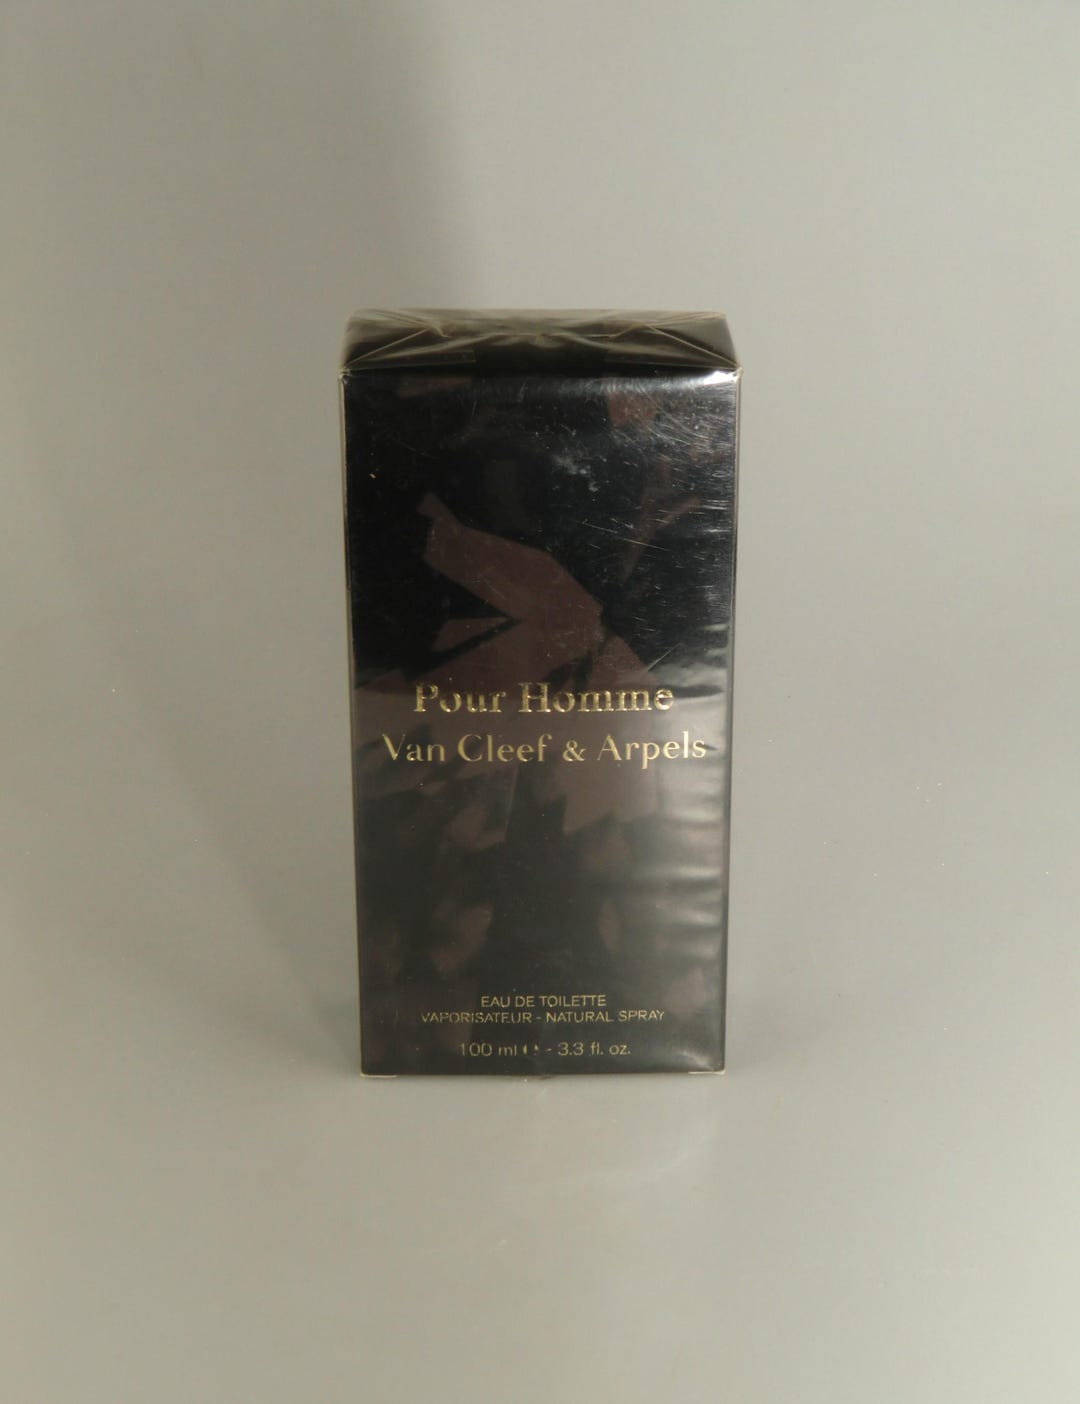 Pour Homme
Van Cleef & Arpels
EAU DE TOILETTE
VAPORISATEUR - NATURAL SPRAY
100 ml ℮ - 3.3 fl. oz.